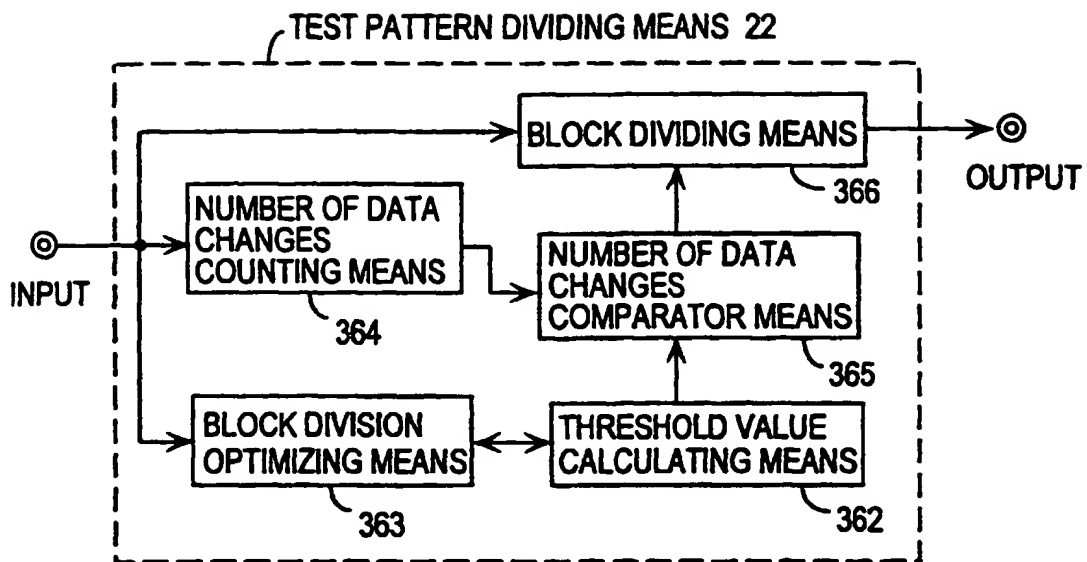 TEST PATTERN DIVIDING MEANS 22
BLOCK DIVIDING MEANS
366
OUTPUT
NUMBER OF DATA
CHANGES
COUNTING MEANS
364
INPUT
NUMBER OF DATA
CHANGES
COMPARATOR MEANS
365
BLOCK DIVISION
OPTIMIZING MEANS
363
THRESHOLD VALUE
CALCULATING MEANS
362